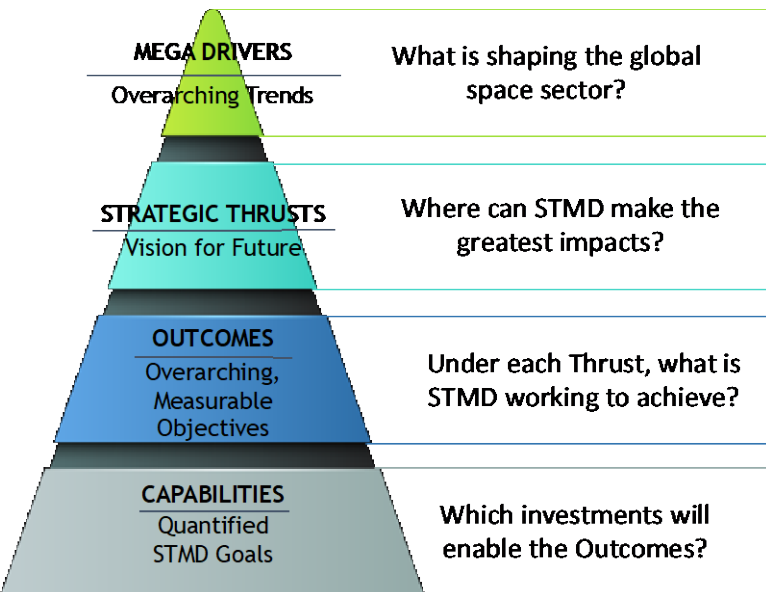 MEGA DRIVERS
Overarching Trends
What is shaping the global
space sector?
STRATEGIC THRUSTS
Vision for Future
Where can STMD make the
greatest impacts?
OUTCOMES
Overarching,
Measurable
Objectives
Under each Thrust, what is
STMD working to achieve?
CAPABILITIES
Quantified
STMD Goals
Which investments will
enable the Outcomes?